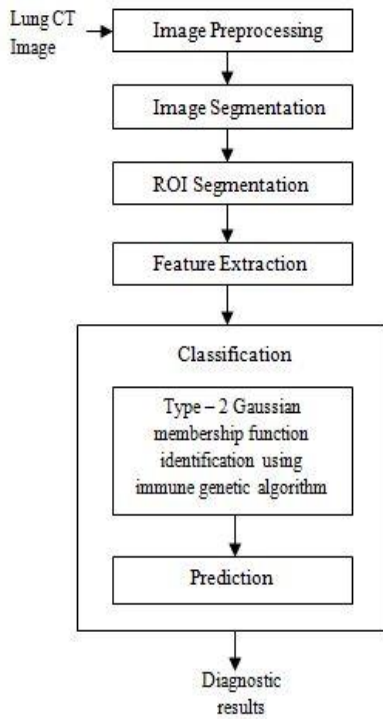 Lung CT
Image
Image Preprocessing
Image Segmentation
ROI Segmentation
Feature Extraction
Classification
Type – 2 Gaussian
membership function
identification using
immune genetic algorithm
Prediction
Diagnostic
results